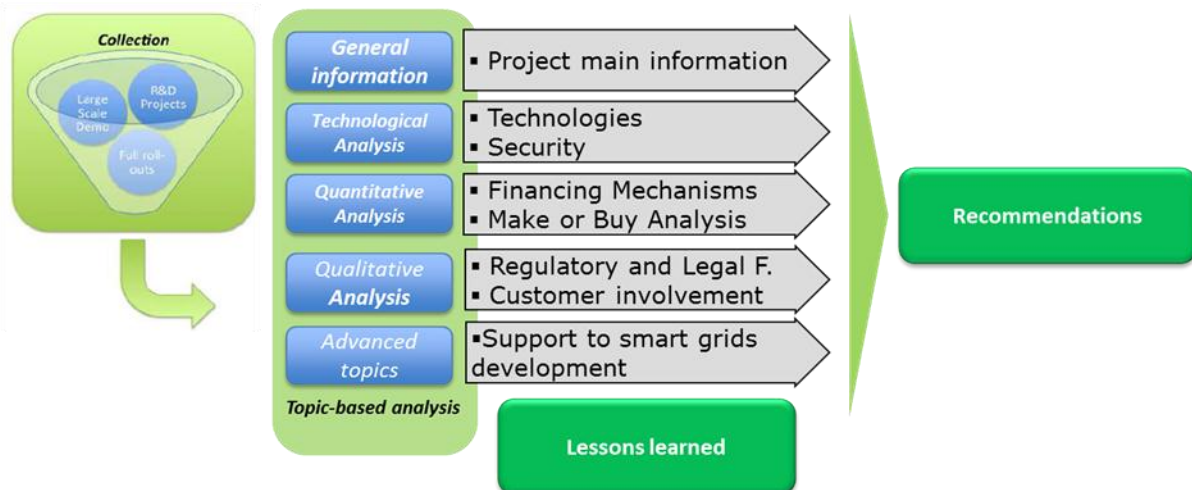 Collection
R&D
Projects
Large
Scale
Demo
Full roll-
outs
General
information
▪ Project main information
Technological
Analysis
▪ Technologies
▪ Security
Quantitative
Analysis
▪ Financing Mechanisms
▪ Make or Buy Analysis
Qualitative
Analysis
▪ Regulatory and Legal F.
▪ Customer involvement
Advanced
topics
▪Support to smart grids
development
Topic-based analysis
Lessons learned
Recommendations